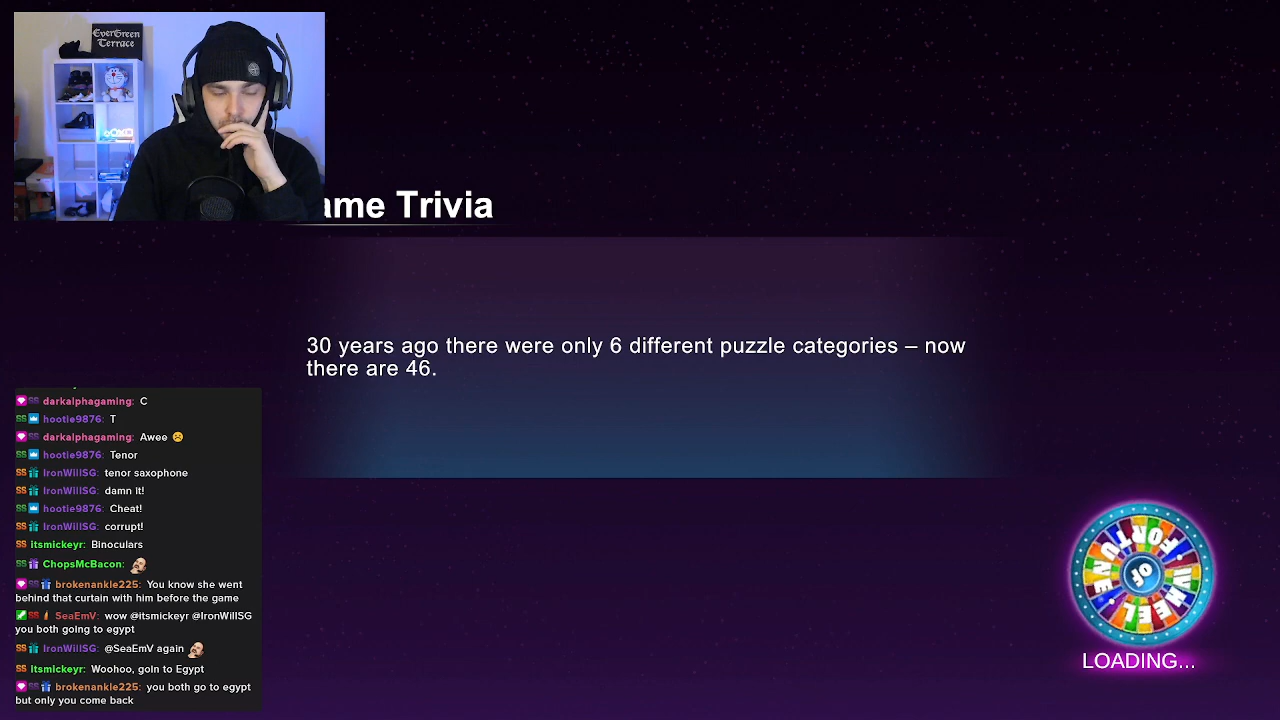 EverGreen
Terrace
ame Trivia
30 years ago there were only 6 different puzzle categories – now
there are 46.
darkalphagaming: C
hootie9876: T
darkalphagaming: Awee
hootie9876: Tenor
IronWillSG: tenor saxophone
IronWillSG: damn it!
hootie9876: Cheat!
IronWillSG: corrupt!
itsmickeyr: Binoculars
ChopsMcBacon:
brokenankle225: You know she went
behind that curtain with him before the game
SeaEmV: wow @itsmickeyr @IronWillSG
you both going to egypt
IronWillSG: @SeaEmV again
itsmickeyr: Woohoo, goin to Egypt
brokenankle225: you both go to egypt
but only you come back
WHEEL OF FORTUNE
LOADING...